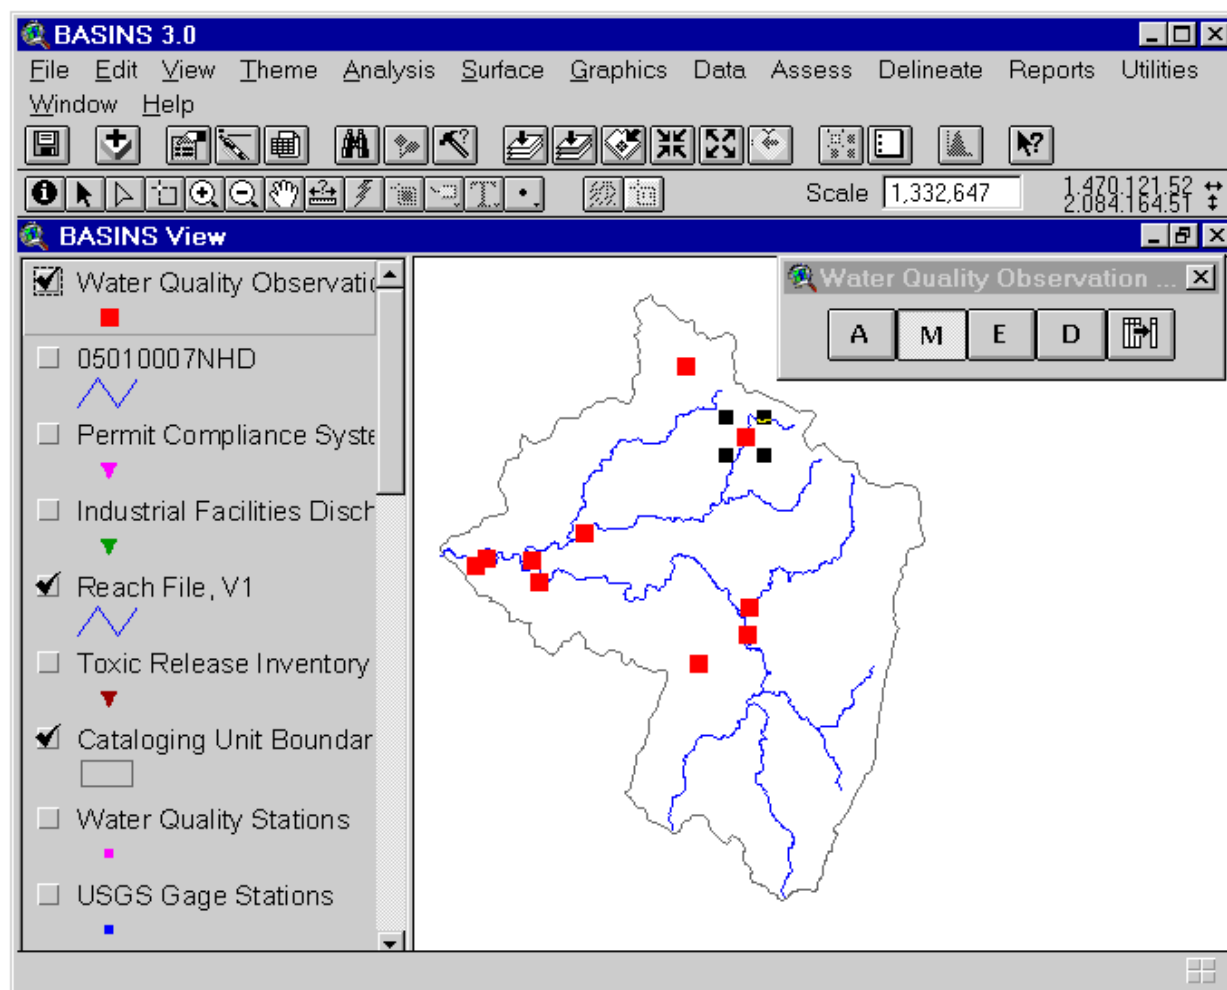 BASINS 3.0
File Edit View Theme Analysis Surface Graphics Data Assess Delineate Reports Utilities
Window Help
Scale 1,332,647 1,470,121.52
2,084,164.51
BASINS View
Water Quality Observatio
05010007NHD
Permit Compliance Syste
Industrial Facilities Disch
Reach File, V1
Toxic Release Inventory
Cataloging Unit Boundar
Water Quality Stations
USGS Gage Stations
Water Quality Observation ...
A M E D